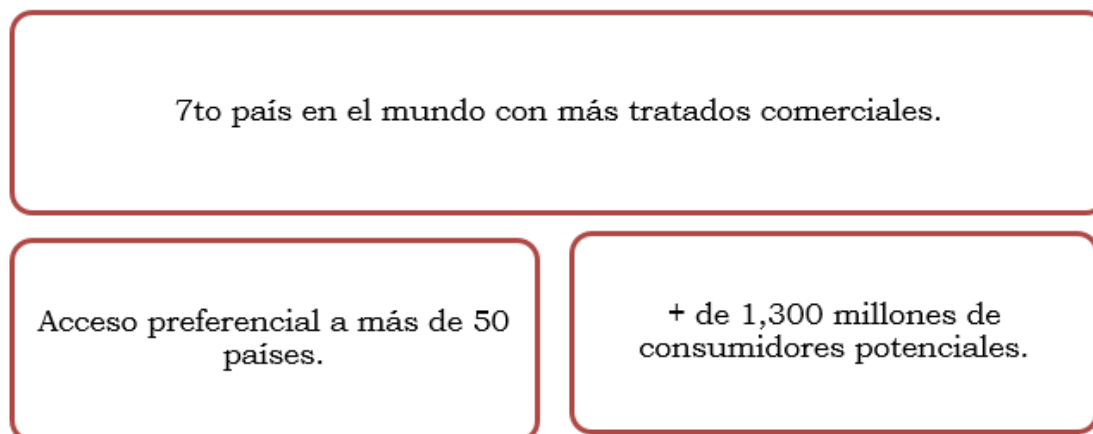 7to país en el mundo con más tratados comerciales.
Acceso preferencial a más de 50
países.
+ de 1,300 millones de
consumidores potenciales.